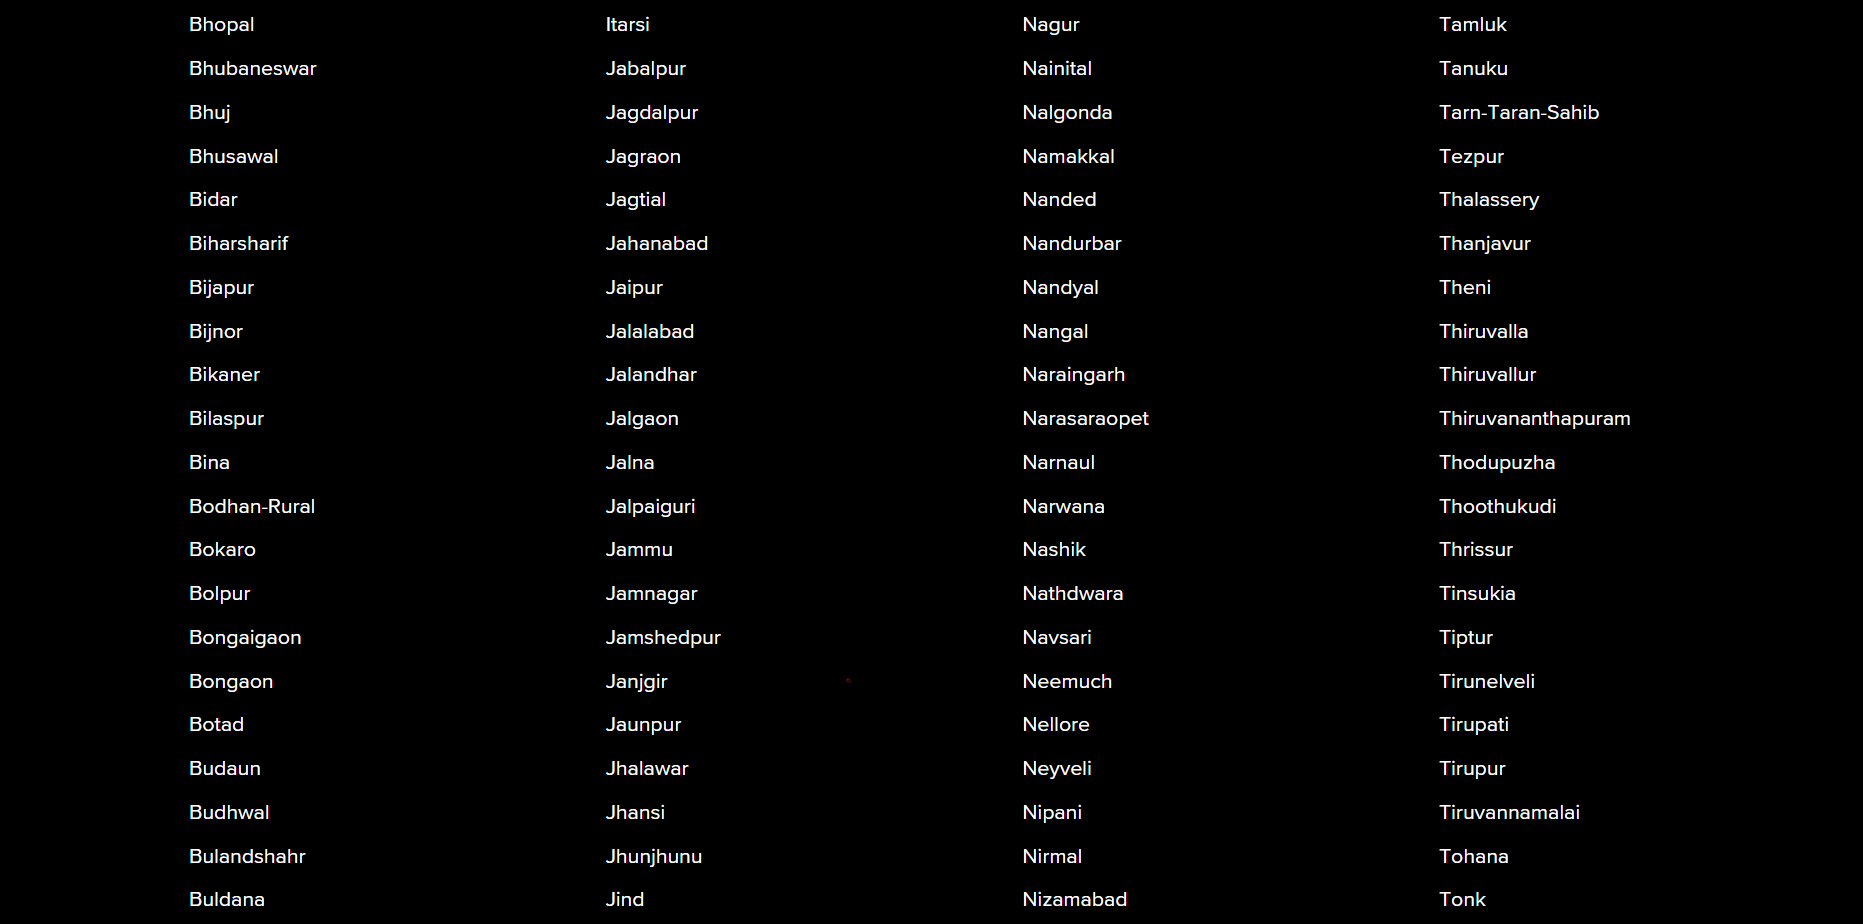 Bhopal
Bhubaneswar
Bhuj
Bhusawal
Bidar
Biharsharif
Bijapur
Bijnor
Bikaner
Bilaspur
Bina
Bodhan-Rural
Bokaro
Bolpur
Bongaigaon
Bongaon
Botad
Budaun
Budhwal
Bulandshahr
Buldana
Itarsi
Jabalpur
Jagdalpur
Jagraon
Jagtial
Jahanabad
Jaipur
Jalalabad
Jalandhar
Jalgaon
Jalna
Jalpaiguri
Jammu
Jamnagar
Jamshedpur
Janjgir
Jaunpur
Jhalawar
Jhansi
Jhunjhunu
Jind
Nagur
Nainital
Nalgonda
Namakkal
Nanded
Nandurbar
Nandyal
Nangal
Naraingarh
Narasaraopet
Narnaul
Narwana
Nashik
Nathdwara
Navsari
Neemuch
Nellore
Neyveli
Nipani
Nirmal
Nizamabad
Tamluk
Tanuku
Tarn-Taran-Sahib
Tezpur
Thalassery
Thanjavur
Theni
Thiruvalla
Thiruvallur
Thiruvananthapuram
Thodupuzha
Thoothukudi
Thrissur
Tinsukia
Tiptur
Tirunelveli
Tirupati
Tirupur
Tiruvannamalai
Tohana
Tonk